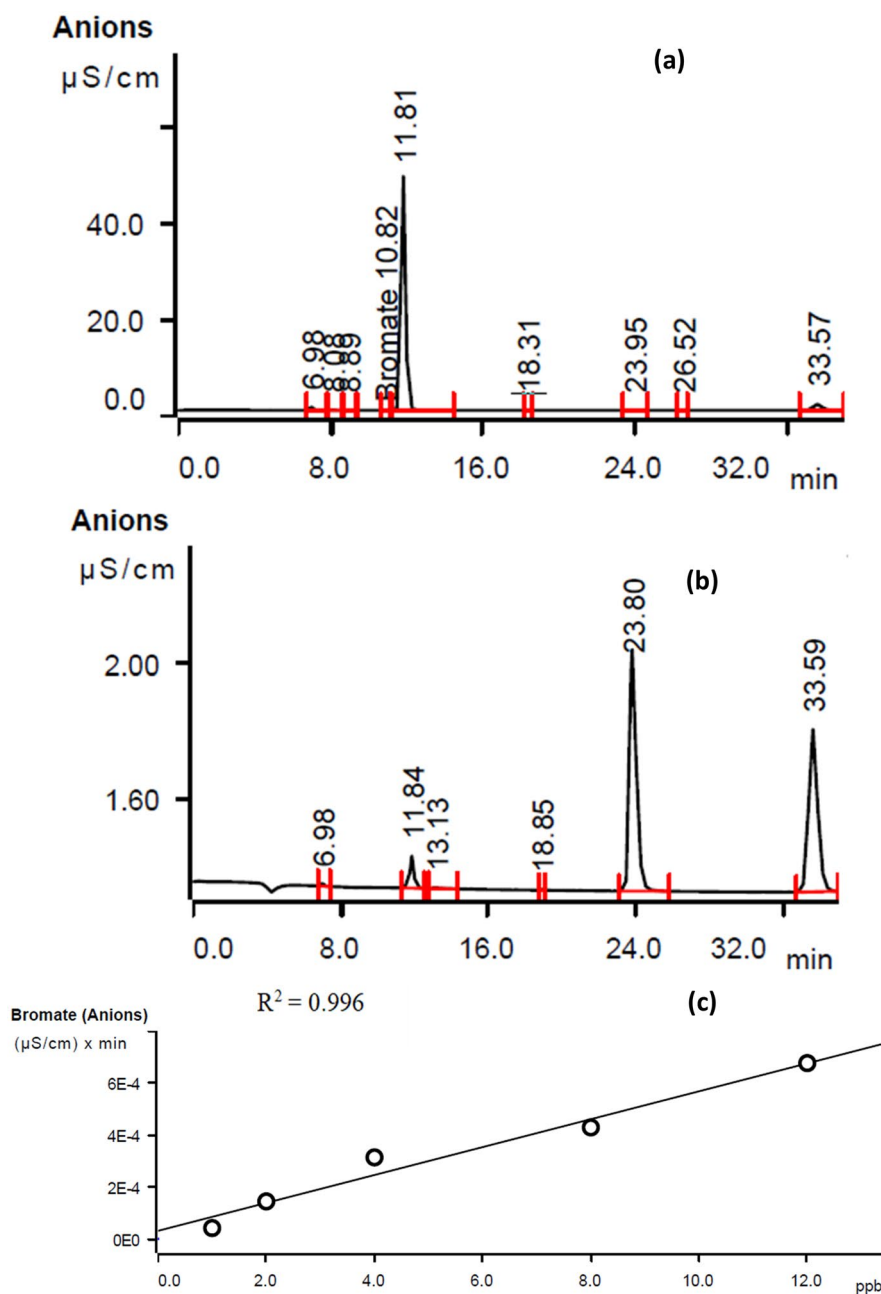 Anions
µS/cm
(a)
40.0
20.0
0.0
6.98
8.08
8.89
Bromate 10.82
11.81
18.31
23.95
26.52
33.57
0.0 8.0 16.0 24.0 32.0 min
Anions
µS/cm
(b)
2.00
1.60
6.98
11.84
13.13
18.85
23.80
33.59
0.0 8.0 16.0 24.0 32.0 min
R² = 0.996
(c)
Bromate (Anions)
(µS/cm) x min
6E-4
4E-4
2E-4
0E0
0.0 2.0 4.0 6.0 8.0 10.0 12.0 ppb